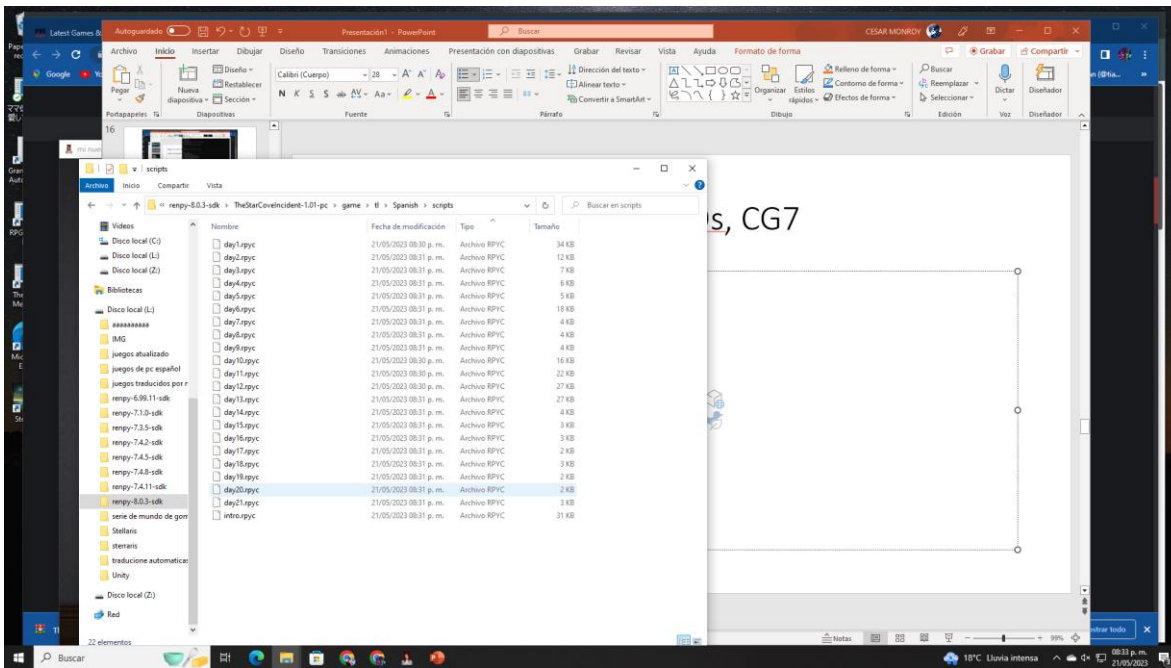 Latest Games &
Autoguardado
Presentación1 - PowerPoint
Buscar
CESAR MONROY
Archivo Inicio Insertar Dibujar Diseño Transiciones Animaciones Presentación con diapositivas Grabar Revisar Vista Ayuda Formato de forma
Grabar
Compartir
Google
Pegar
Nueva
diapositiva
Diseño
Restablecer
Sección
Calibri (Cuerpo) 28
N K S S ab AV Aa
Dirección del texto
Alinear texto
Convertir a SmartArt
Organizar
Estilos
rápidos
Relleno de forma
Contorno de forma
Efectos de forma
Buscar
Reemplazar
Seleccionar
Dictar
Diseñador
Portapapeles Diapositivas Fuente Párrafo Dibujo Edición Voz Diseñador
16
s, CG7
scripts
Archivo Inicio Compartir Vista
renpy-8.0.3-sdk > TheStarCoveIncident-1.01-pc > game > tl > Spanish > scripts
Buscar en scripts
Nombre Fecha de modificación Tipo Tamaño
day1.rpyc 21/05/2023 08:30 p. m. Archivo RPYC 34 KB
day2.rpyc 21/05/2023 08:31 p. m. Archivo RPYC 12 KB
day3.rpyc 21/05/2023 08:31 p. m. Archivo RPYC 7 KB
day4.rpyc 21/05/2023 08:31 p. m. Archivo RPYC 6 KB
day5.rpyc 21/05/2023 08:31 p. m. Archivo RPYC 5 KB
day6.rpyc 21/05/2023 08:31 p. m. Archivo RPYC 18 KB
day7.rpyc 21/05/2023 08:31 p. m. Archivo RPYC 4 KB
day8.rpyc 21/05/2023 08:31 p. m. Archivo RPYC 4 KB
day9.rpyc 21/05/2023 08:31 p. m. Archivo RPYC 4 KB
day10.rpyc 21/05/2023 08:30 p. m. Archivo RPYC 16 KB
day11.rpyc 21/05/2023 08:30 p. m. Archivo RPYC 22 KB
day12.rpyc 21/05/2023 08:30 p. m. Archivo RPYC 27 KB
day13.rpyc 21/05/2023 08:31 p. m. Archivo RPYC 27 KB
day14.rpyc 21/05/2023 08:31 p. m. Archivo RPYC 4 KB
day15.rpyc 21/05/2023 08:31 p. m. Archivo RPYC 3 KB
day16.rpyc 21/05/2023 08:31 p. m. Archivo RPYC 3 KB
day17.rpyc 21/05/2023 08:31 p. m. Archivo RPYC 2 KB
day18.rpyc 21/05/2023 08:31 p. m. Archivo RPYC 3 KB
day19.rpyc 21/05/2023 08:31 p. m. Archivo RPYC 2 KB
day20.rpyc 21/05/2023 08:31 p. m. Archivo RPYC 2 KB
day21.rpyc 21/05/2023 08:31 p. m. Archivo RPYC 3 KB
intro.rpyc 21/05/2023 08:31 p. m. Archivo RPYC 31 KB
Videos
Disco local (C:)
Disco local (L:)
Disco local (Z:)
Bibliotecas
Disco local (L:)
aaaaaaaaaa
IMG
juegos atualizado
juegos de pc español
juegos traducidos por r
renpy-6.99.11-sdk
renpy-7.1.0-sdk
renpy-7.3.5-sdk
renpy-7.4.2-sdk
renpy-7.4.5-sdk
renpy-7.4.8-sdk
renpy-7.4.11-sdk
renpy-8.0.3-sdk
serie de mundo de gom
Stellaris
sterraris
traducione automaticas
Unity
Disco local (Z:)
Red
22 elementos
Notas
99%
strar todo
Buscar
18°C Lluvia intensa
08:33 p. m.
21/05/2023